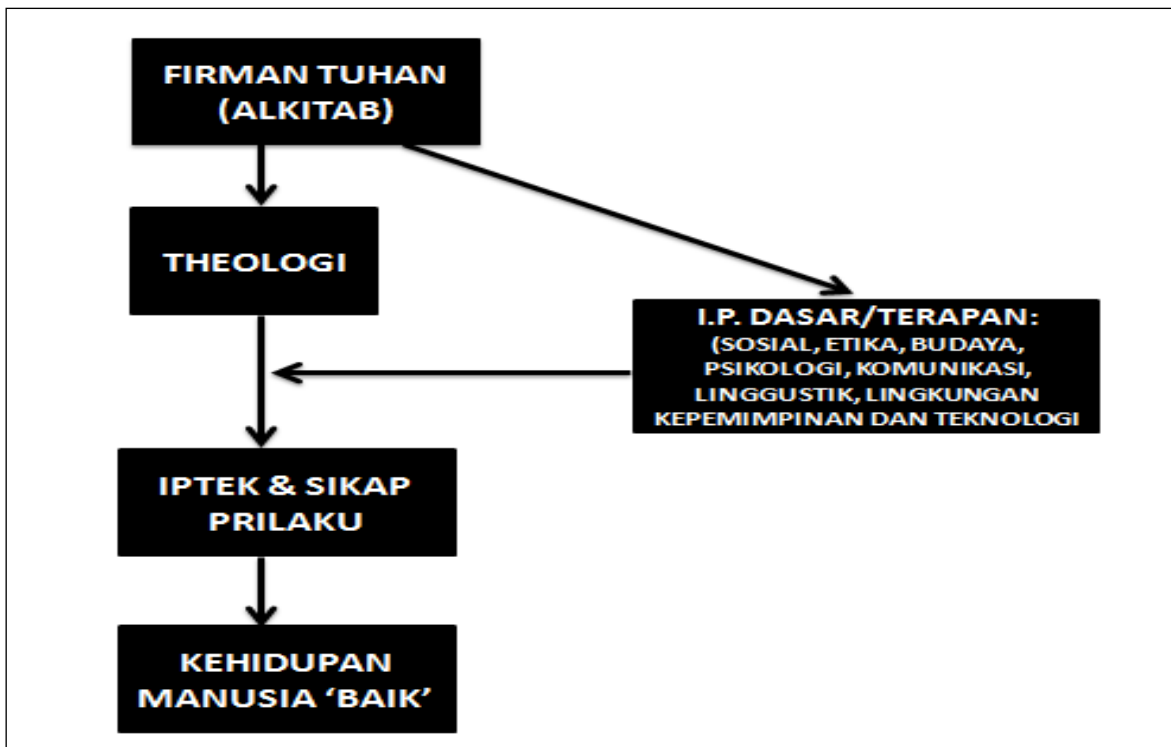 FIRMAN TUHAN
(ALKITAB)
THEOLOGI
I.P. DASAR/TERAPAN:
(SOSIAL, ETIKA, BUDAYA,
PSIKOLOGI, KOMUNIKASI,
LINGGUSTIK, LINGKUNGAN
KEPEMIMPINAN DAN TEKNOLOGI
IPTEK & SIKAP
PRILAKU
KEHIDUPAN
MANUSIA ‘BAIK’